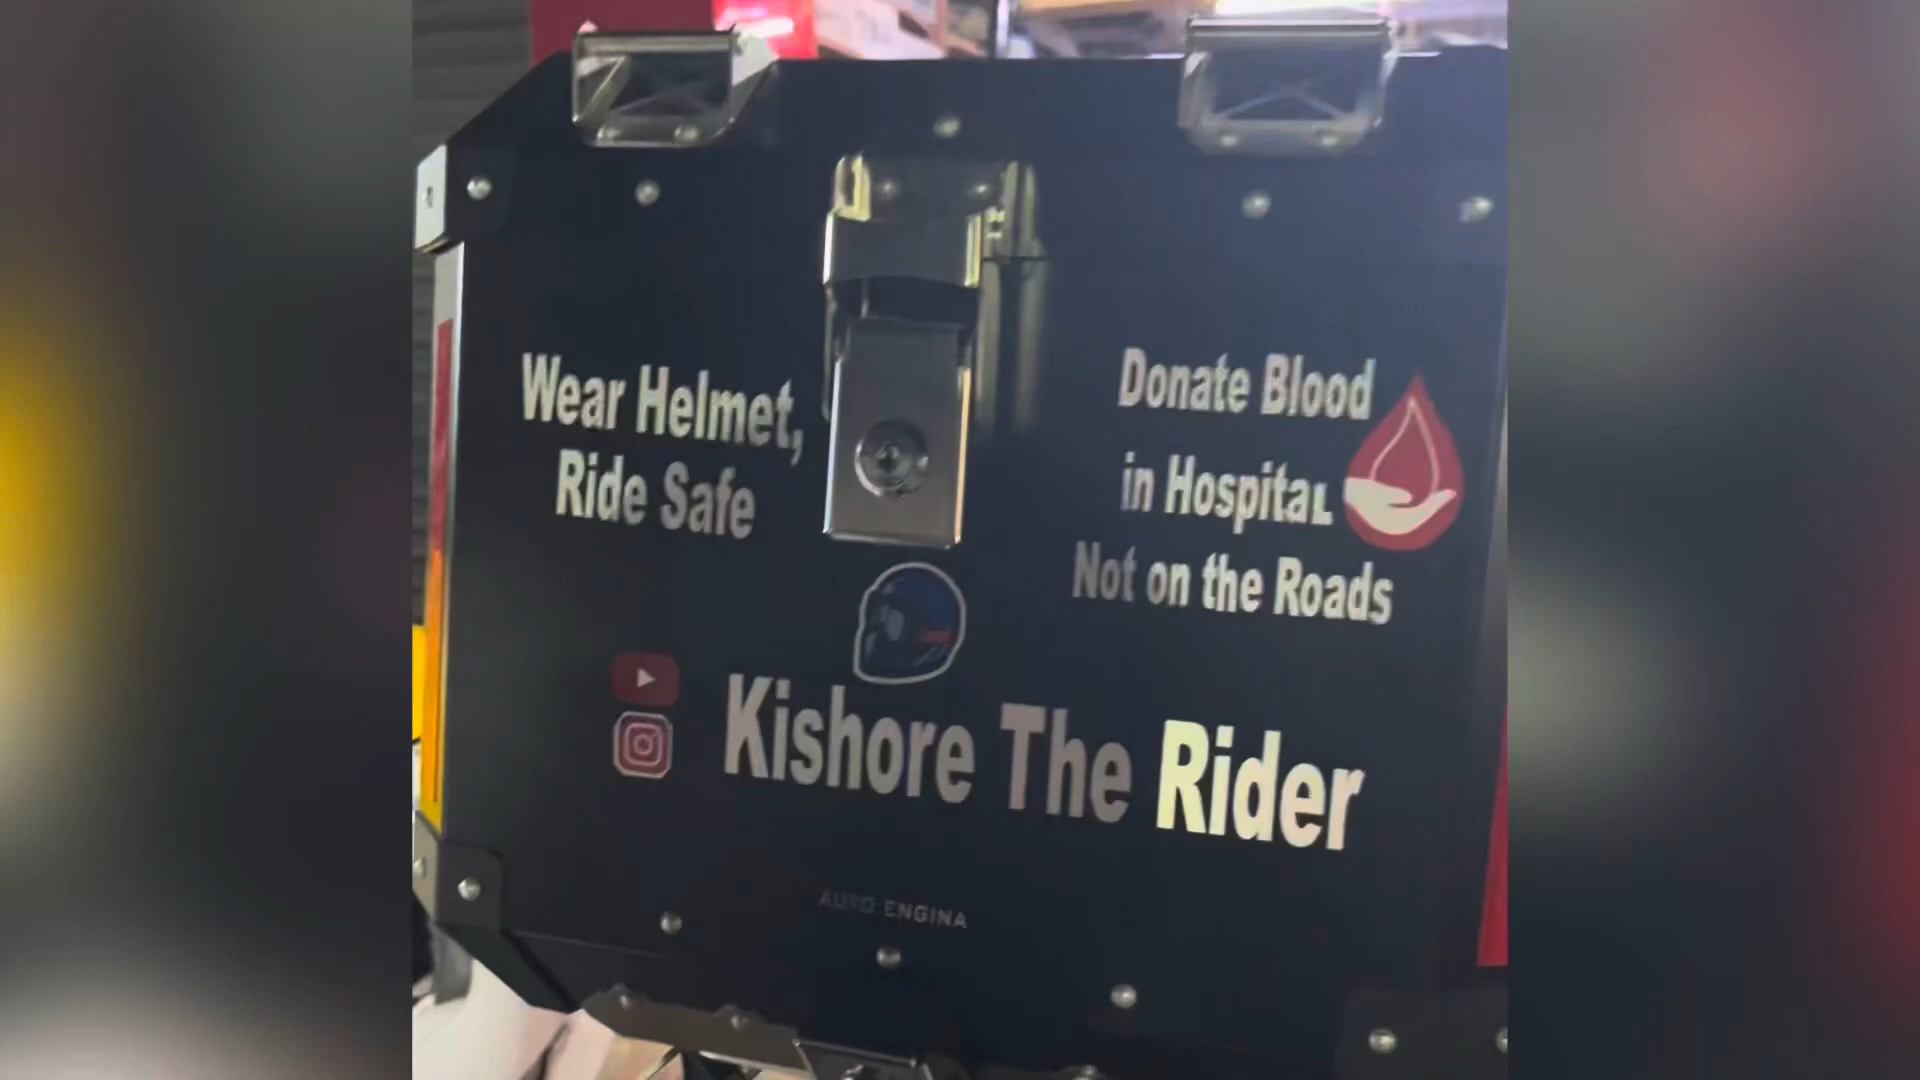 Wear Helmet,
Ride Safe
Donate Blood
in HospitaL
Not on the Roads
Kishore The Rider
AUTO ENGINA